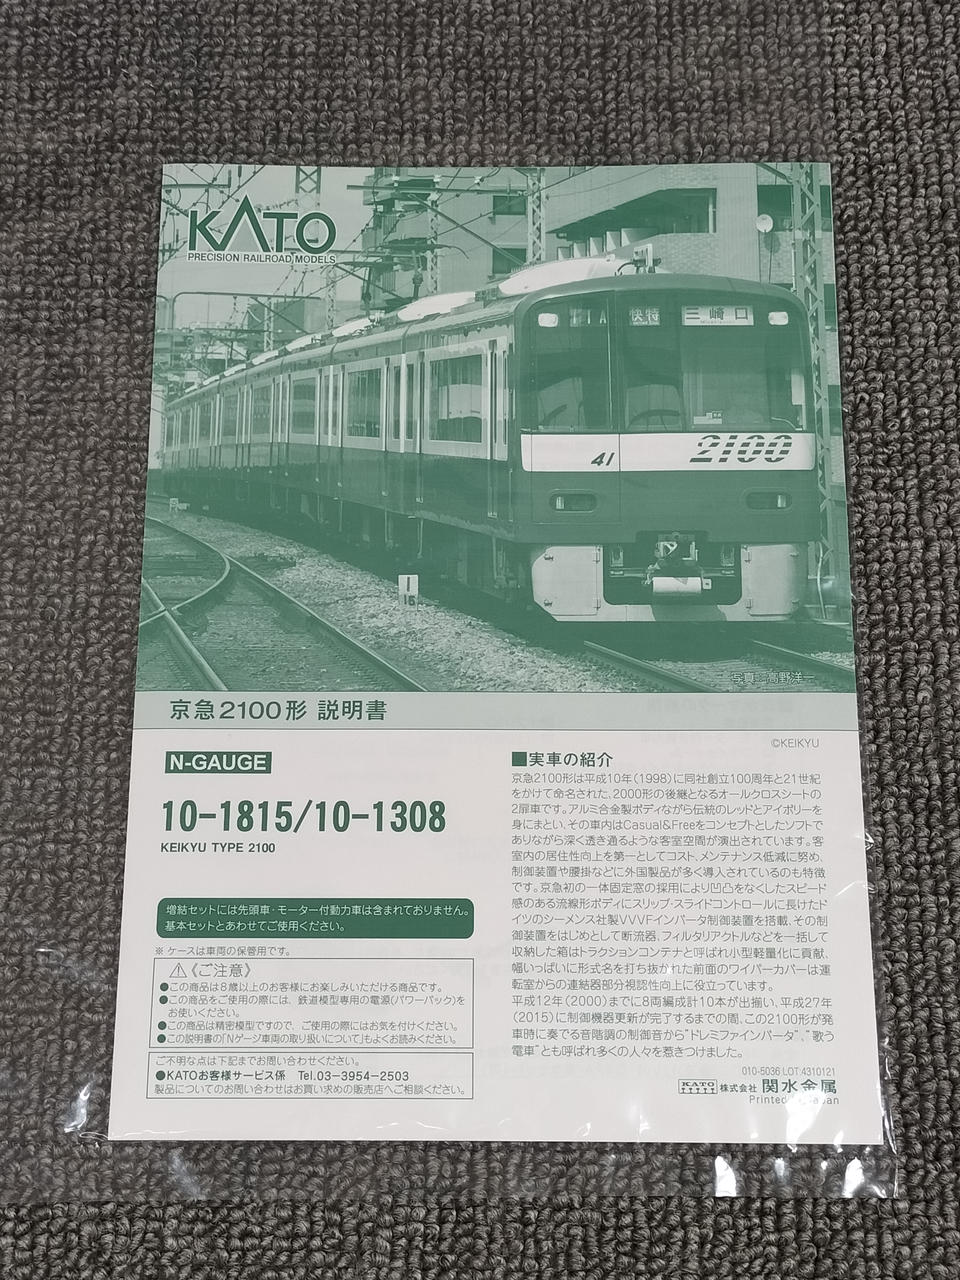 KATO
PRECISION RAILROAD MODELS
1A 快特 三崎口
41 2100
1
15
写真:高野洋一
京急2100形 説明書
©KEIKYU
N-GAUGE
10-1815/10-1308
KEIKYU TYPE 2100
増結セットには先頭車・モーター付動力車は含まれておりません。
基本セットとあわせてご使用ください。
※ ケースは車両の保管用です。
⚠《ご注意》
●この商品は8歳以上のお客様にお楽しみいただける商品です。
●この商品をご使用の際には、鉄道模型専用の電源(パワーパック)を
お使いください。
●この商品は精密模型ですので、ご使用の際にはお気を付けください。
●この説明書の「Nゲージ車両の取り扱いについて」もよくお読みください。
ご不明な点は下記までお問い合わせください。
●KATOお客様サービス係 Tel.03-3954-2503
製品についてのお問い合わせはお買い求めの販売店へご相談ください。
■実車の紹介
京急2100形は平成10年(1998)に同社創立100周年と21世紀
をかけて命名された、2000形の後継となるオールクロスシートの
2扉車です。アルミ合金製ボディながら伝統のレッドとアイボリーを
身にまとい、その車内はCasual&Freeをコンセプトとしたソフトで
ありながら深く透き通るような客室空間が演出されています。客
室内の居住性向上を第一としてコスト、メンテナンス低減に努め、
制御装置や腰掛などに外国製品が多く導入されているのも特徴
です。京急初の一体固定窓の採用により凹凸をなくしたスピード
感のある流線形ボディにスリップ・スライドコントロールに長けたド
イツのシーメンス社製VVVFインバータ制御装置を搭載、その制
御装置をはじめとして断流器、フィルタリアクトルなどを一括して
収納した箱はトラクションコンテナと呼ばれ小型軽量化に貢献、
幅いっぱいに形式名を打ち抜かれた前面のワイパーカバーは運
転室からの連結器部分視認性向上に役立っています。
平成12年(2000)までに8両編成計10本が出揃い、平成27年
(2015)に制御機器更新が完了するまでの間、この2100形が発
車時に奏でる音階調の制御音から“ドレミファインバータ”、“歌う
電車”とも呼ばれ多くの人々を惹きつけました。
010-5036 LOT 4310121
KATO 株式会社 関水金属
Printed in Japan